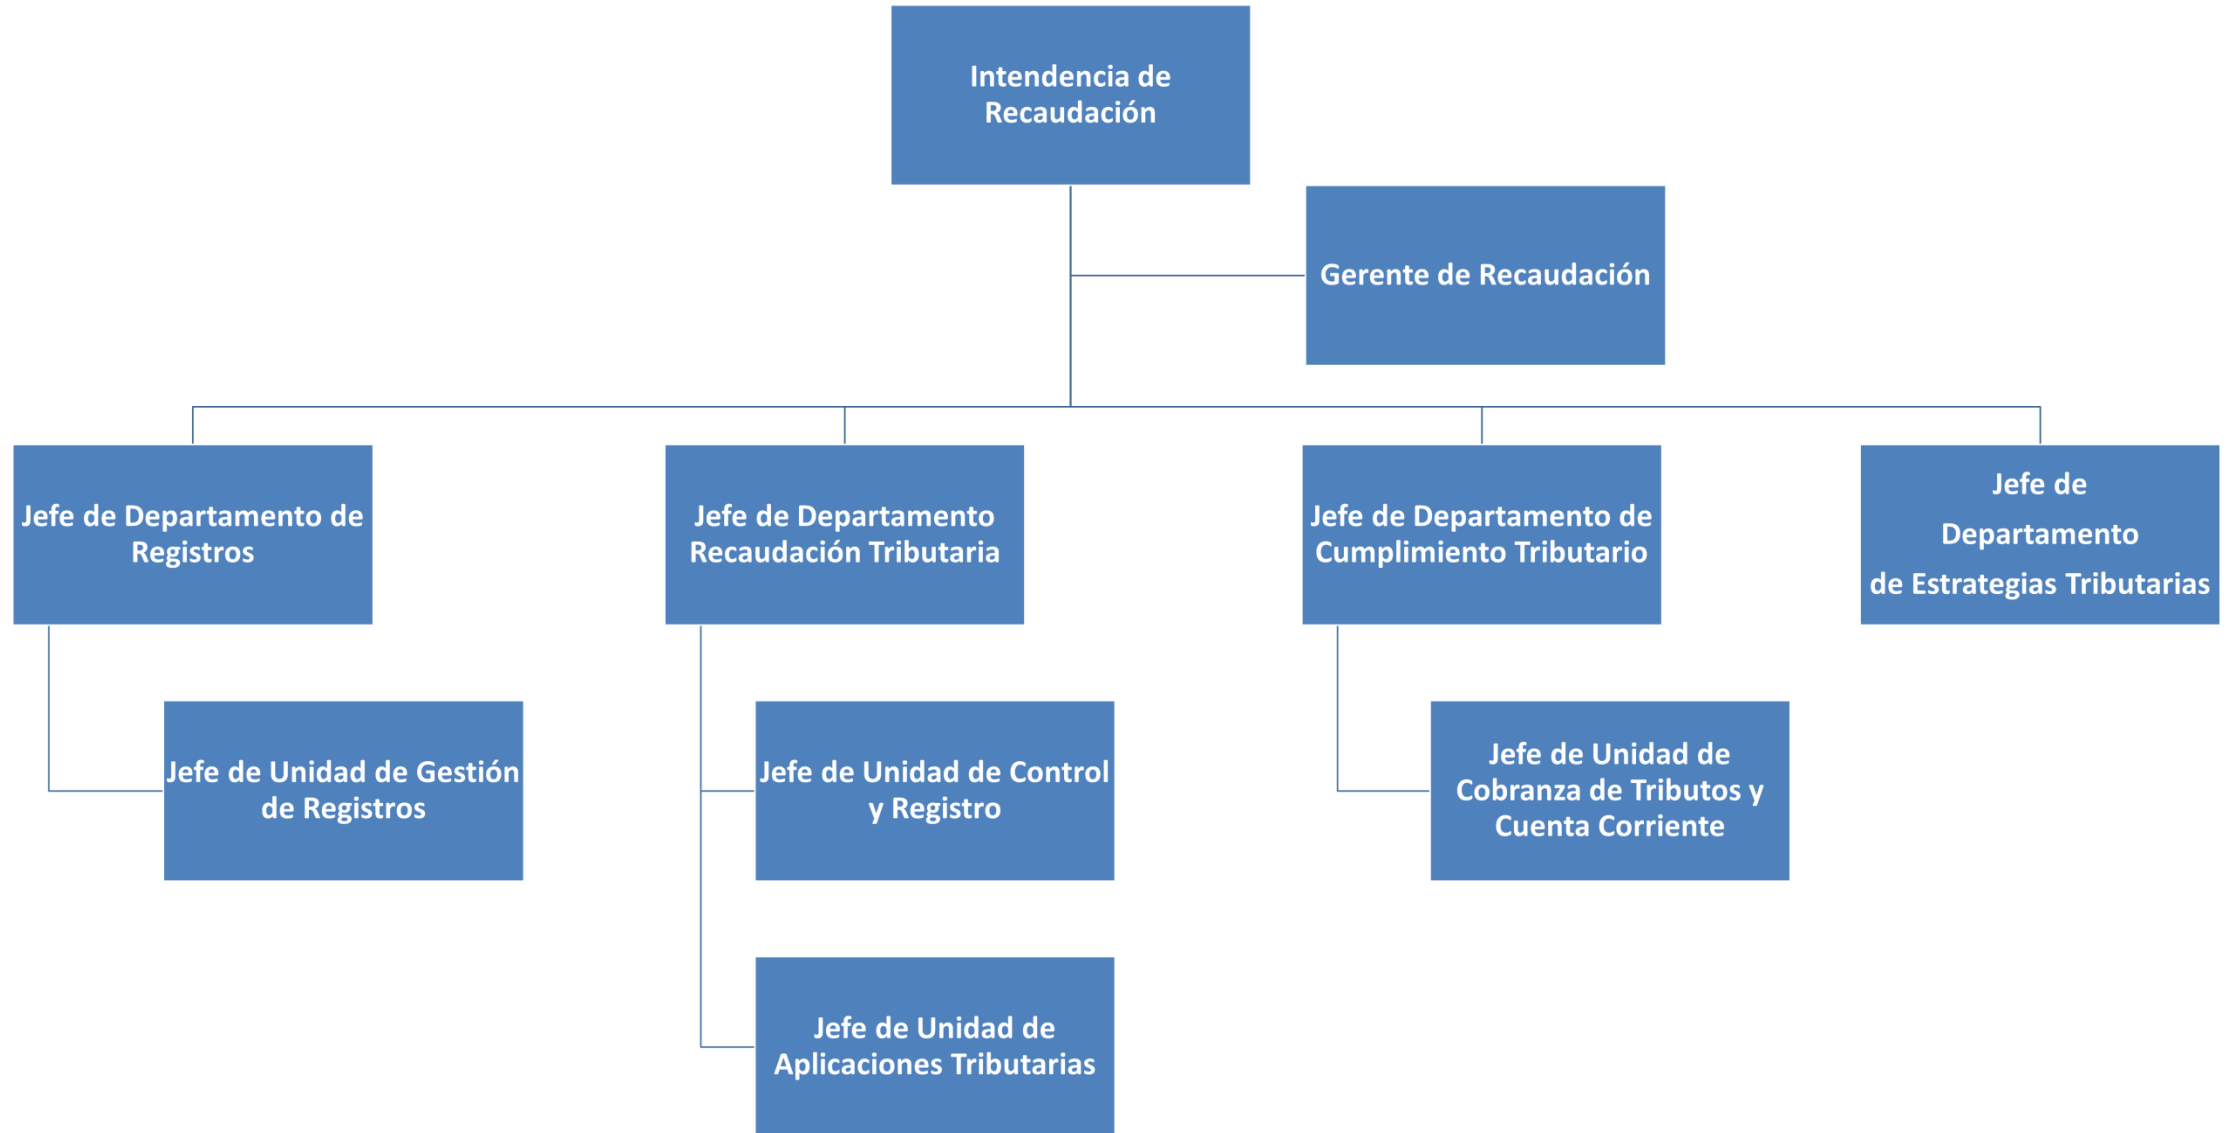 Intendencia de
Recaudación
Gerente de Recaudación
Jefe de Departamento de
Registros
Jefe de Departamento
Recaudación Tributaria
Jefe de Departamento de
Cumplimiento Tributario
Jefe de
Departamento
de Estrategias Tributarias
Jefe de Unidad de Gestión
de Registros
Jefe de Unidad de Control
y Registro
Jefe de Unidad de
Cobranza de Tributos y
Cuenta Corriente
Jefe de Unidad de
Aplicaciones Tributarias